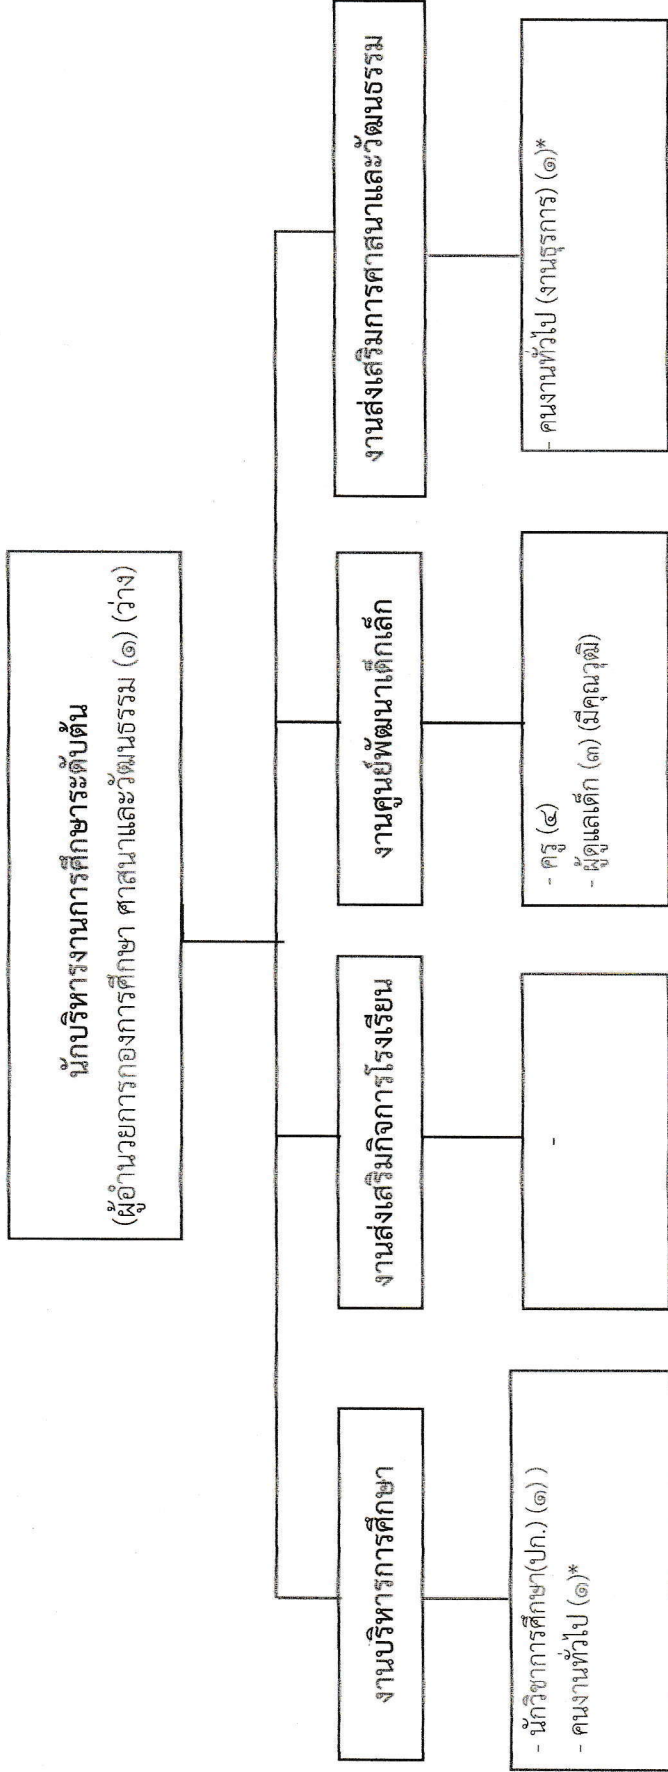 นักบริหารงานการศึกษาระดับต้น
(ผู้อำนวยการกองการศึกษา ศาสนาและวัฒนธรรม (๑) (ว่าง)
งานบริหารการศึกษา
- นักวิชาการศึกษา(ปก.) (๑) )
- คนงานทั่วไป (๑)*
งานส่งเสริมกิจการโรงเรียน
-
งานศูนย์พัฒนาเด็กเล็ก
- ครู (๔)
- ผู้ดูแลเด็ก (๓) (มีคุณวุฒิ)
งานส่งเสริมการศาสนาและวัฒนธรรม
- คนงานทั่วไป (งานธุรการ) (๑)*